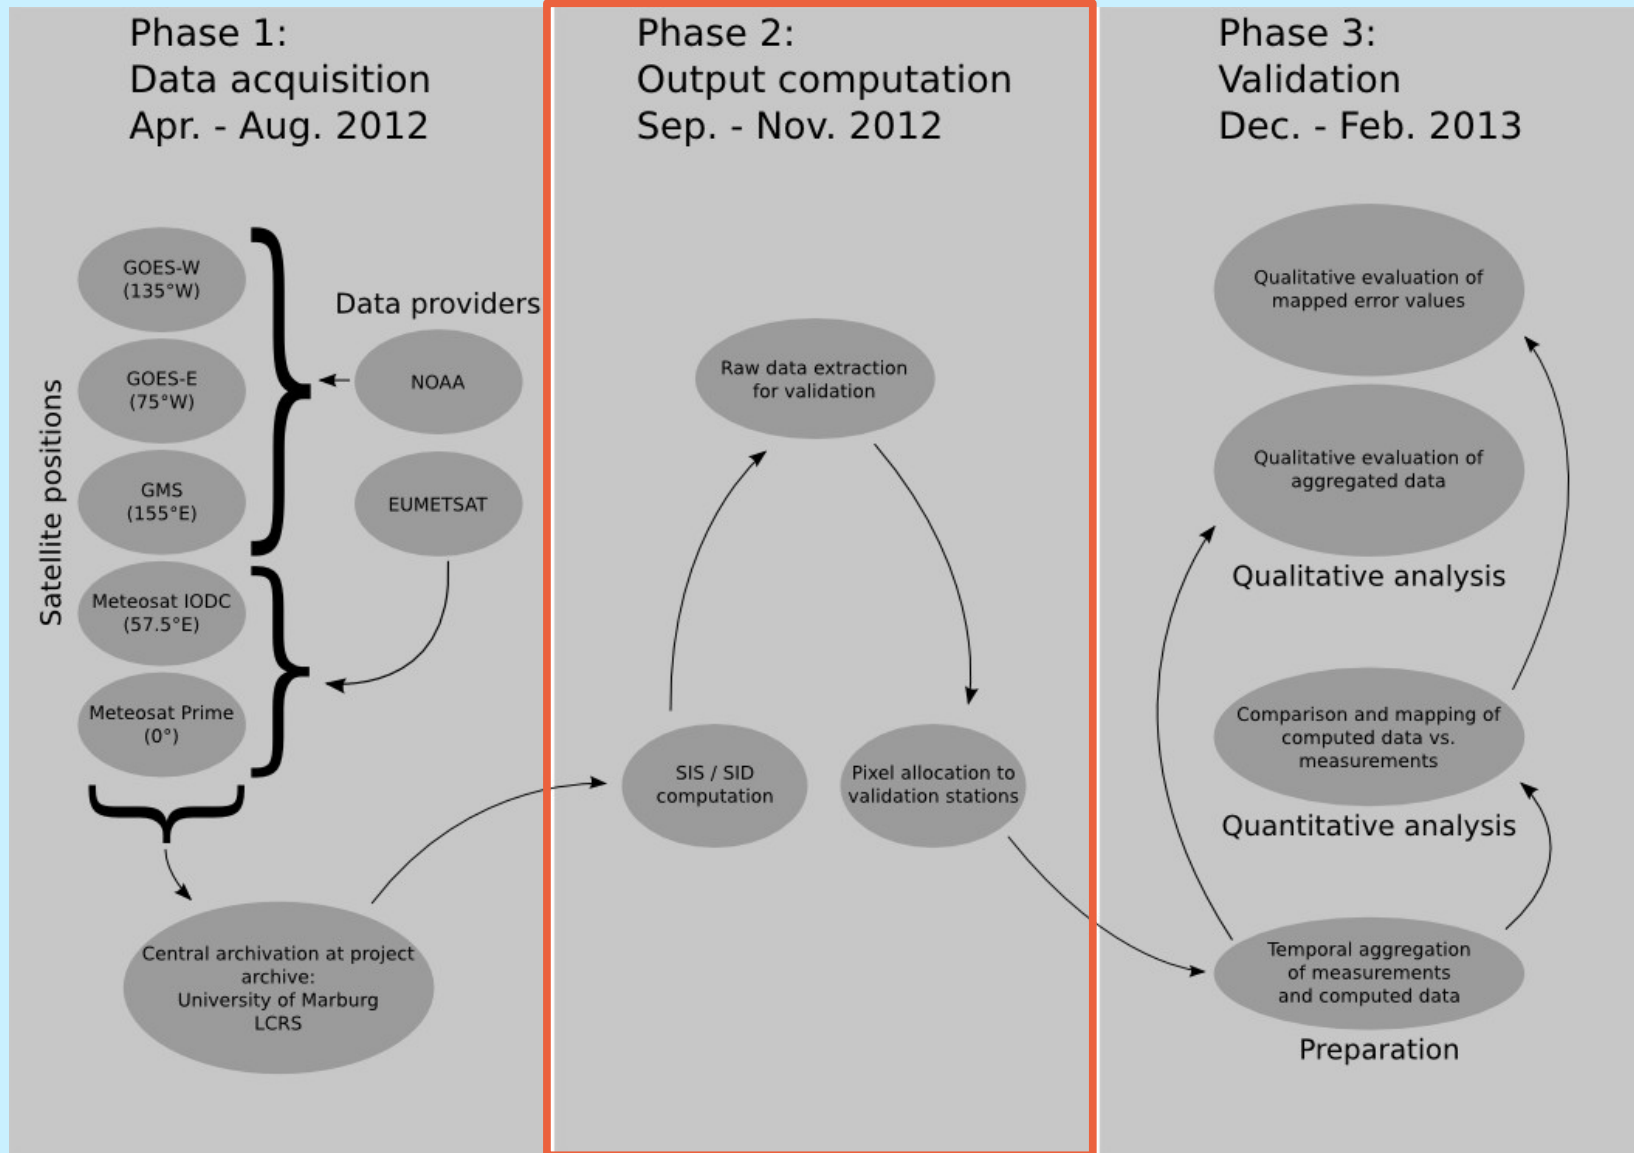 Phase 1:
Data acquisition
Apr. - Aug. 2012
Satellite positions
GOES-W
(135°W)
GOES-E
(75°W)
GMS
(155°E)
Meteosat IODC
(57.5°E)
Meteosat Prime
(0°)
Data providers
NOAA
EUMETSAT
Central archivation at project
archive:
University of Marburg
LCRS
Phase 2:
Output computation
Sep. - Nov. 2012
Raw data extraction
for validation
SIS / SID
computation
Pixel allocation to
validation stations
Phase 3:
Validation
Dec. - Feb. 2013
Qualitative evaluation of
mapped error values
Qualitative evaluation of
aggregated data
Qualitative analysis
Comparison and mapping of
computed data vs.
measurements
Quantitative analysis
Temporal aggregation
of measurements
and computed data
Preparation